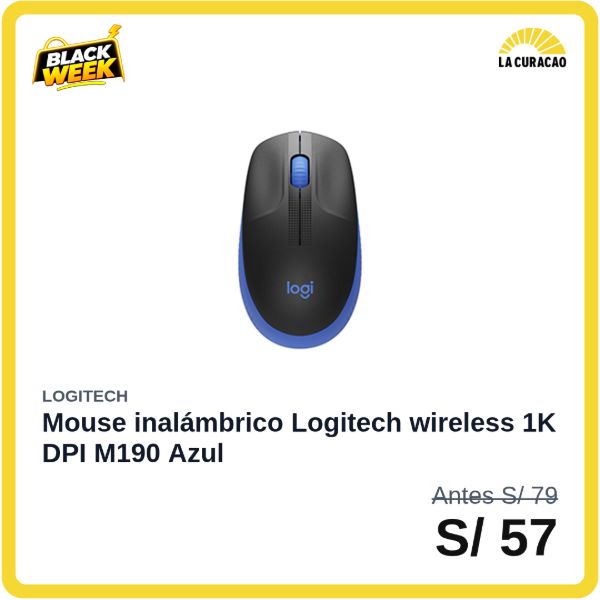 BLACK
WEEK
LA CURACAO
logi
LOGITECH
Mouse inalámbrico Logitech wireless 1K
DPI M190 Azul
Antes S/ 79
S/ 57